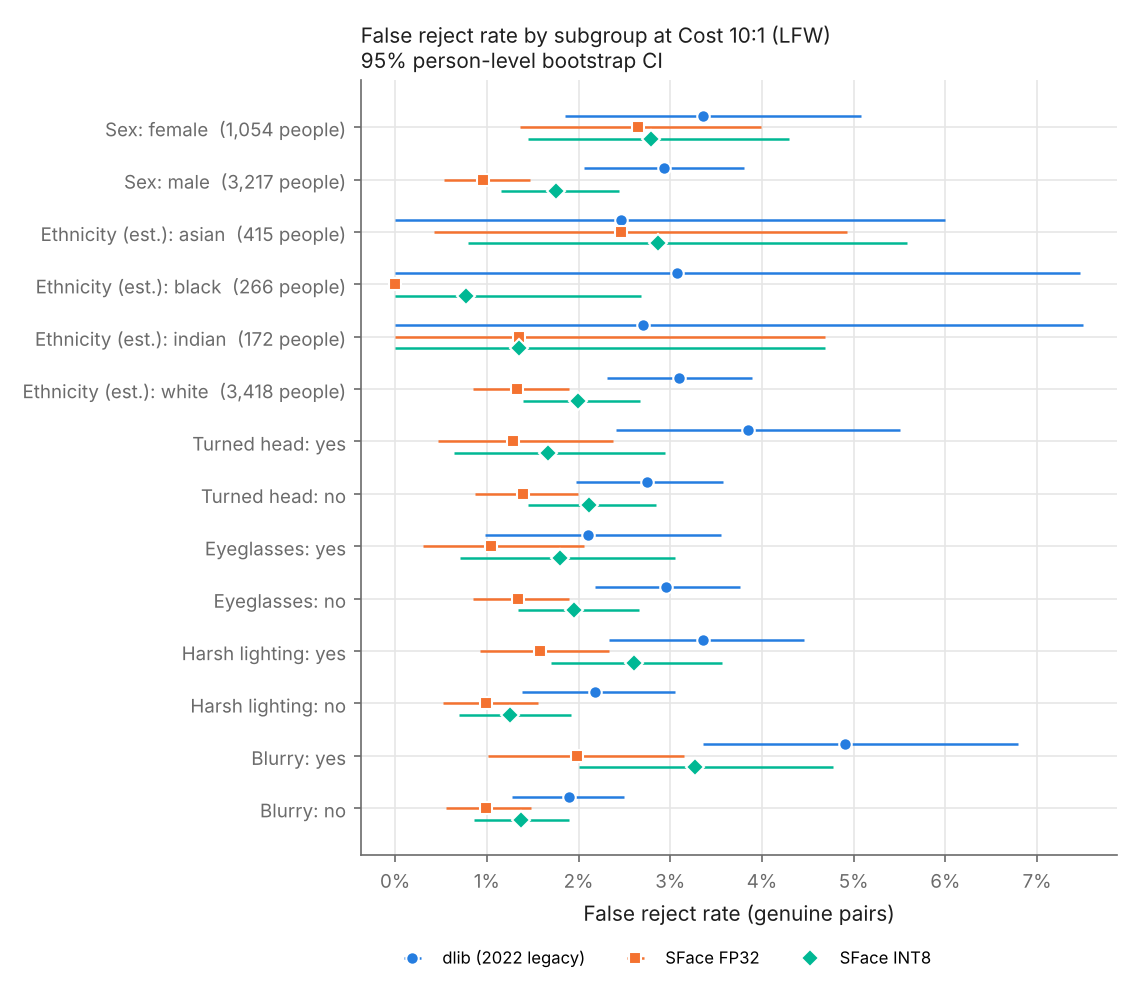 False reject rate by subgroup at Cost 10:1 (LFW)
95% person-level bootstrap CI
Sex: female (1,054 people)
Sex: male (3,217 people)
Ethnicity (est.): asian (415 people)
Ethnicity (est.): black (266 people)
Ethnicity (est.): indian (172 people)
Ethnicity (est.): white (3,418 people)
Turned head: yes
Turned head: no
Eyeglasses: yes
Eyeglasses: no
Harsh lighting: yes
Harsh lighting: no
Blurry: yes
Blurry: no
0% 1% 2% 3% 4% 5% 6% 7%
False reject rate (genuine pairs)
dlib (2022 legacy) SFace FP32 SFace INT8